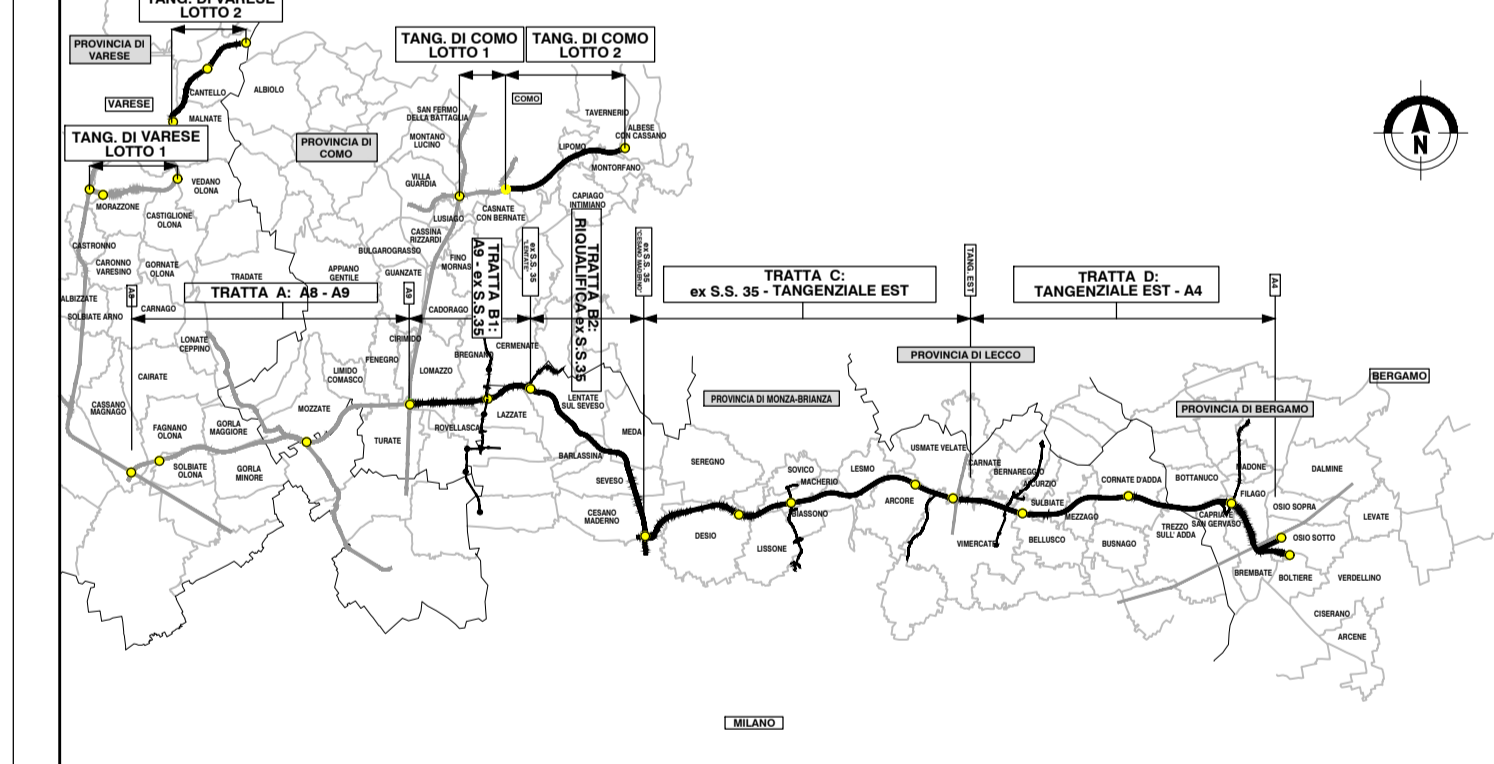 TANG. DI VARESE
LOTTO 2
PROVINCIA DI
VARESE
VARESE
CANTELLO
ALBIOLO
MALNATE
TANG. DI VARESE
LOTTO 1
PROVINCIA DI
COMO
TANG. DI COMO
LOTTO 1
TANG. DI COMO
LOTTO 2
COMO
SAN FERMO
DELLA BATTAGLIA
MONTANO
LUCINO
TAVERNERIO
ALBESE
CON CASSANO
LIPOMO
MONTORFANO
N
VEDANO
OLONA
MORAZZONE
CASTIGLIONE
OLONA
VILLA
GUARDIA
LUSIAGO
CASNATE
CON BERNATE
CAPIAGO
INTIMIANO
CASSINA
RIZZARDI
BULGAROGRASSO
CASTRONNO
CARONNO
VARESINO
GORNATE
OLONA
TRADATE
APPIANO
GENTILE
GUANZATE
FINO
MORNAS
ALBIZZATE
SOLBIATE ARNO
A8
CARNAGO
TRATTA A: A8 - A9
A9
CADORAGO
TRATTA B1:
A9 - ex S.S.35
ex S.S. 35
"LENTATE"
TRATTA B2:
RIQUALIFICA ex S.S.35
ex S.S. 35
"CESANO MADERNO"
TRATTA C:
ex S.S. 35 - TANGENZIALE EST
TANG. EST
TRATTA D:
TANGENZIALE EST - A4
A4
LONATE
CEPPINO
CIRIMIDO
FENEGRO
BREGNANO
CERMENATE
LOMAZZO
LIMIDO
COMASCO
CAIRATE
CASSANO
MAGNAGO
MOZZATE
FAGNANO
OLONA
GORLA
MAGGIORE
TURATE
ROVELLASCA
LAZZATE
LENTATE
SUL SEVESO
SOLBIATE
OLONA
GORLA
MINORE
MEDA
BARLASSINA
SEVESO
CESANO
MADERNO
PROVINCIA DI LECCO
PROVINCIA DI MONZA-BRIANZA
BERGAMO
PROVINCIA DI BERGAMO
SEREGNO
SOVICO
MACHERIO
LESMO
USMATE VELATE
CARNATE
BERNAREGGIO
AICURZIO
ARCORE
BIASSONO
DESIO
LISSONE
SULBIATE
MEZZAGO
CORNATE D'ADDA
BOTTANUCO
MADONE
FILAGO
DALMINE
OSIO SOPRA
LEVATE
CAPRIATE
SAN GERVASO
TREZZO
SULL' ADDA
VIMERCATE
BELLUSCO
BUSNAGO
OSIO SOTTO
BREMBATE
BOLTIERE
VERDELLINO
CISERANO
ARCENE
MILANO